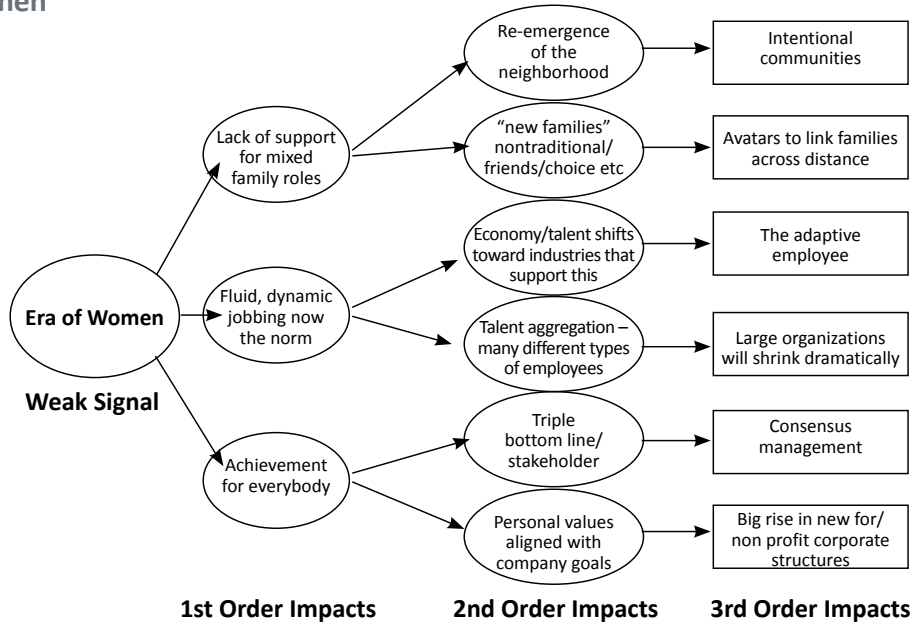 men
Re-emergence
of the
neighborhood
Intentional
communities
Lack of support
for mixed
family roles
“new families”
nontraditional/
friends/choice etc
Avatars to link families
across distance
Economy/talent shifts
toward industries that
support this
The adaptive
employee
Era of Women
Fluid, dynamic
jobbing now
the norm
Talent aggregation –
many different types
of employees
Large organizations
will shrink dramatically
Weak Signal
Triple
bottom line/
stakeholder
Consensus
management
Achievement
for everybody
Personal values
aligned with
company goals
Big rise in new for/
non profit corporate
structures
1st Order Impacts
2nd Order Impacts
3rd Order Impacts